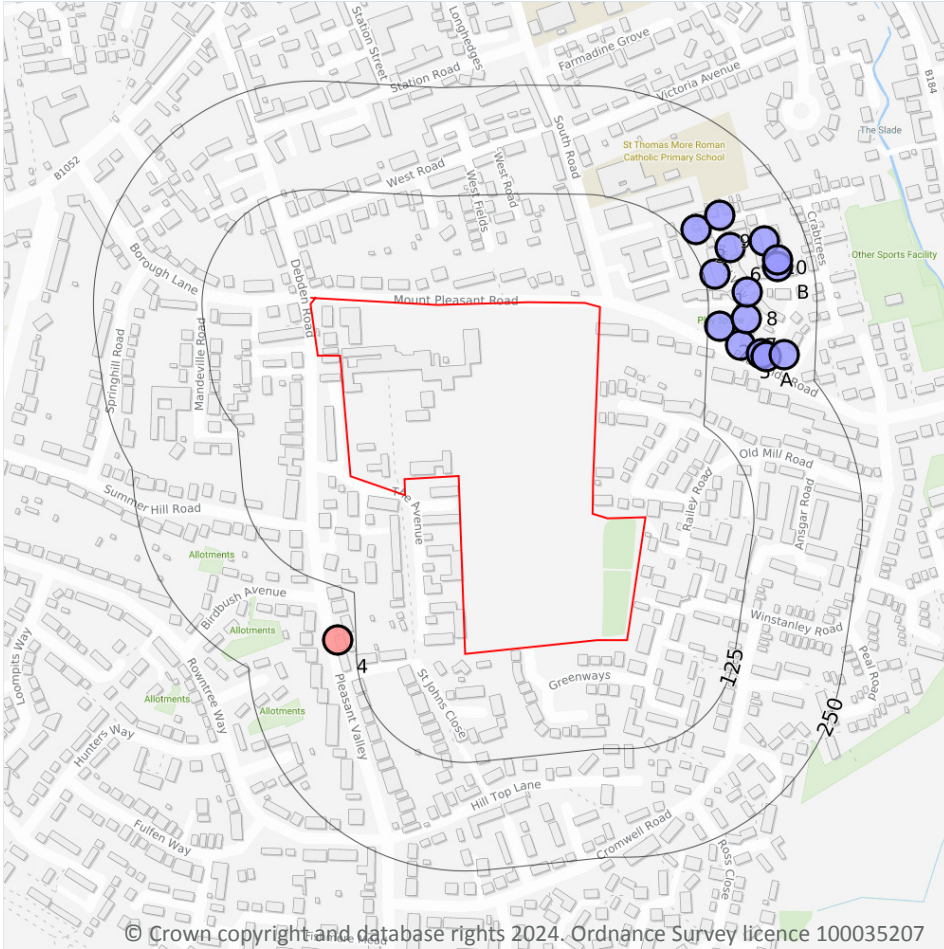 Station Street
Longhedges
Farmadine Grove
Station Road
Victoria Avenue
B184
B1052
South Road
The Slade
St Thomas More Roman
Catholic Primary School
West Road
West Road
West Fields
Crabtrees
Borough Lane
Other Sports Facility
Debden Road
9
6
10
B
Mount Pleasant Road
8
Springhill Road
Mandeville Road
A
Road
Old Mill Road
The Avenue
Railey Road
Ansgar Road
Summer Hill Road
Allotments
Birdbush Avenue
Allotments
Winstanley Road
4
125
Loompits Way
Rowntree Way
Greenways
Peal Road
Allotments
Pleasant Valley
St Johns Close
Allotments
250
Hunters Way
Hill Top Lane
Fulfen Way
Cromwell Road
Ross Close
© Crown copyright and database rights 2024. Ordnance Survey licence 100035207